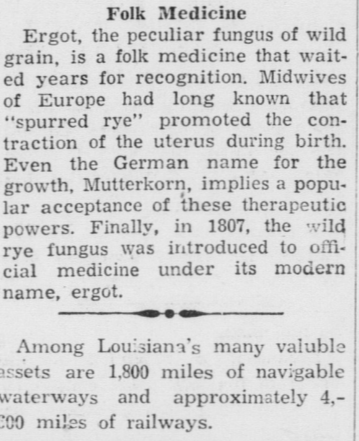 Folk Medicine
Ergot, the peculiar fungus of wild
grain, is a folk medicine that wait-
ed years for recognition. Midwives
of Europe had long known that
"spurred rye" promoted the con-
traction of the uterus during birth.
Even the German name for the
growth, Mutterkorn, implies a popu-
lar acceptance of these therapeutic
powers. Finally, in 1807, the wild
rye fungus was introduced to offi-
cial medicine under its modern
name, ergot.
Among Louisiana's many valuble
assets are 1,800 miles of navigable
waterways and approximately 4,-
00 miles of railways.